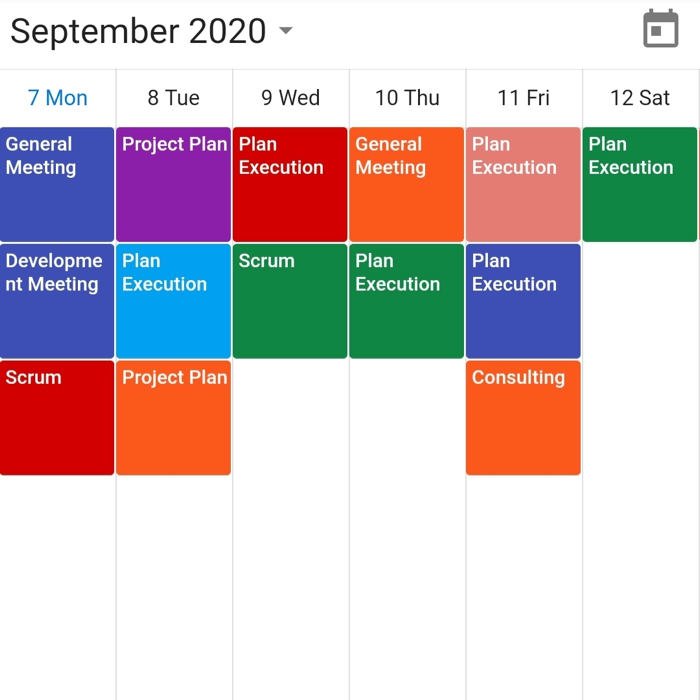 September 2020
7 Mon 8 Tue 9 Wed 10 Thu 11 Fri 12 Sat
General
Meeting
Project Plan
Plan
Execution
General
Meeting
Plan
Execution
Plan
Execution
Developme
nt Meeting
Plan
Execution
Scrum
Plan
Execution
Plan
Execution
Scrum
Project Plan
Consulting